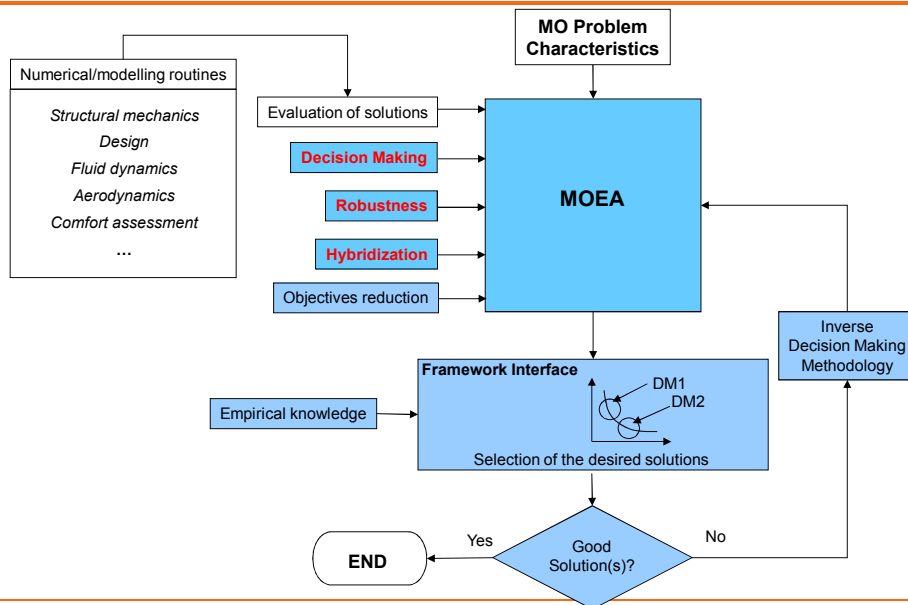 MO Problem
Characteristics
Numerical/modelling routines
Structural mechanics
Design
Fluid dynamics
Aerodynamics
Comfort assessment
...
Evaluation of solutions
Decision Making
Robustness
Hybridization
Objectives reduction
MOEA
Inverse
Decision Making
Methodology
Framework Interface
DM1
DM2
Empirical knowledge
Selection of the desired solutions
Yes
No
Good
Solution(s)?
END